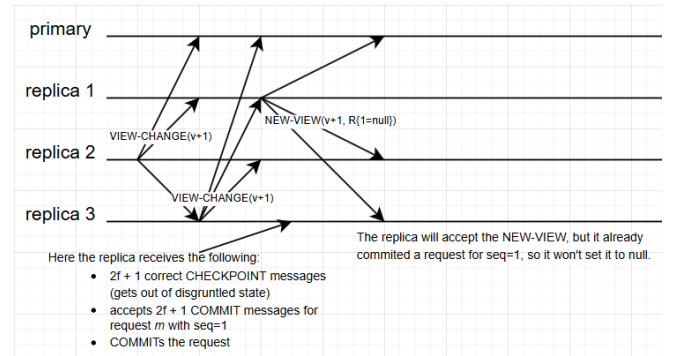 primary
replica 1
NEW-VIEW(v+1, R{1=null})
VIEW-CHANGE(v+1)
replica 2
VIEW-CHANGE(v+1)
replica 3
Here the replica receives the following:
• 2f + 1 correct CHECKPOINT messages
(gets out of disgruntled state)
• accepts 2f + 1 COMMIT messages for
request m with seq=1
• COMMITs the request
The replica will accept the NEW-VIEW, but it already
commited a request for seq=1, so it won't set it to null.